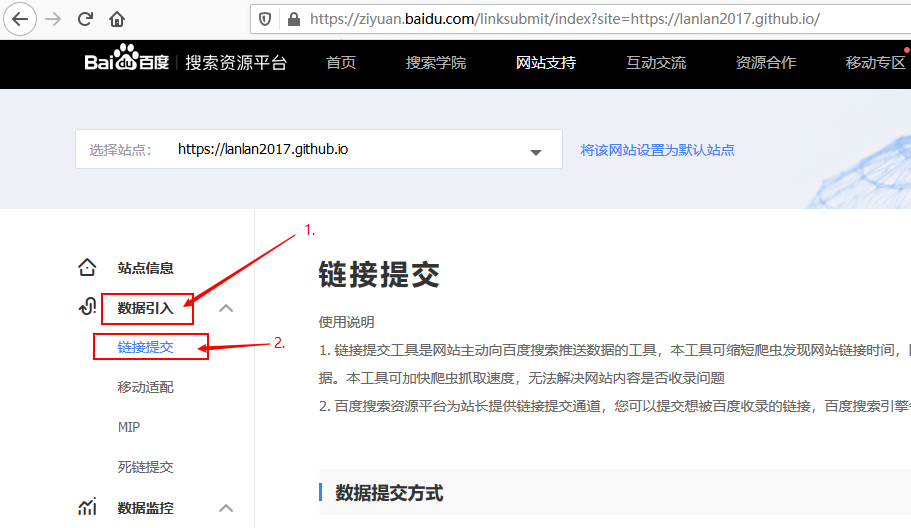 https://ziyuan.baidu.com/linksubmit/index?site=https://lanlan2017.github.io/
Bai du 百度 搜索资源平台 首页 搜索学院 网站支持 互动交流 资源合作 移动专区
选择站点: https://lanlan2017.github.io 将该网站设置为默认站点
1.
站点信息
链接提交
数据引入
使用说明
2.
链接提交
1. 链接提交工具是网站主动向百度搜索推送数据的工具，本工具可缩短爬虫发现网站链接时间，
据。本工具可加快爬虫抓取速度，无法解决网站内容是否收录问题
移动适配
2. 百度搜索资源平台为站长提供链接提交通道，您可以提交想被百度收录的链接，百度搜索引擎
MIP
死链提交
数据提交方式
数据监控